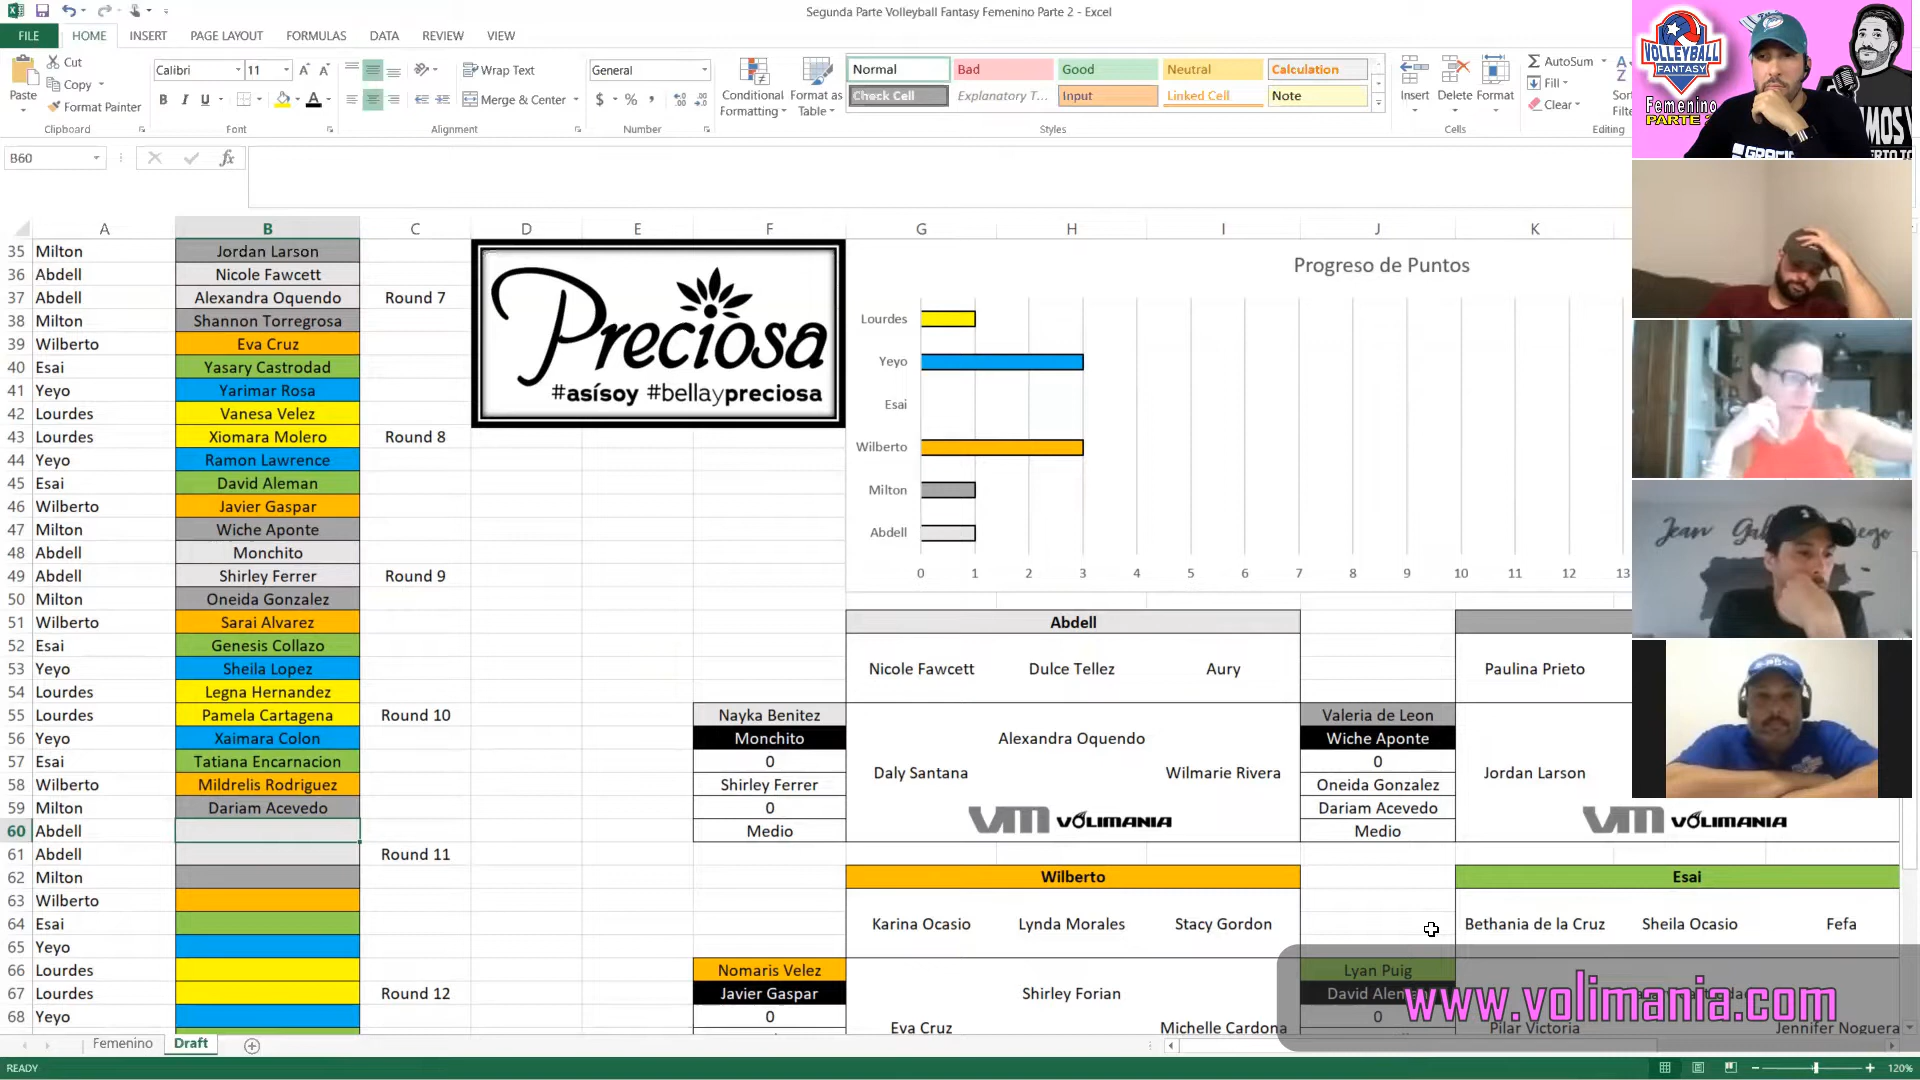 Segunda Parte Volleyball Fantasy Femenino Parte 2 - Excel
FILE HOME INSERT PAGE LAYOUT FORMULAS DATA REVIEW VIEW
Paste
Cut
Copy
Format Painter
Clipboard
Calibri 11
B I U
Font
Wrap Text
Merge & Center
Alignment
General
$ % ,
Number
Conditional Formatting
Format as Table
Normal Bad Good Neutral Calculation
Check Cell Explanatory T... Input Linked Cell Note
Styles
Insert Delete Format
Cells
AutoSum
Fill
Clear
Editing
VOLLEYBALL
FANTASY
Femenino
B60
fx
A B C D E F G H I J K
35 Milton Jordan Larson
36 Abdell Nicole Fawcett
37 Abdell Alexandra Oquendo Round 7
38 Milton Shannon Torregrosa
39 Wilberto Eva Cruz
40 Esai Yasary Castrodad
41 Yeyo Yarimar Rosa
42 Lourdes Vanesa Velez
43 Lourdes Xiomara Molero Round 8
44 Yeyo Ramon Lawrence
45 Esai David Aleman
46 Wilberto Javier Gaspar
47 Milton Wiche Aponte
48 Abdell Monchito
49 Abdell Shirley Ferrer Round 9
50 Milton Oneida Gonzalez
51 Wilberto Sarai Alvarez
52 Esai Genesis Collazo
53 Yeyo Sheila Lopez
54 Lourdes Legna Hernandez
55 Lourdes Pamela Cartagena Round 10
56 Yeyo Xaimara Colon
57 Esai Tatiana Encarnacion
58 Wilberto Mildrelis Rodriguez
59 Milton Dariam Acevedo
60 Abdell
61 Abdell Round 11
62 Milton
63 Wilberto
64 Esai
65 Yeyo
66 Lourdes
67 Lourdes Round 12
68 Yeyo
Preciosa
#asísoy #bellaypreciosa
Progreso de Puntos
Lourdes
Yeyo
Esai
Wilberto
Milton
Abdell
0 1 2 3 4 5 6 7 8 9 10 11 12 13
Abdell
Nicole Fawcett Dulce Tellez Aury
Alexandra Oquendo
Daly Santana Wilmarie Rivera
VM VOLIMANIA
Nayka Benitez
Monchito
0
Shirley Ferrer
0
Medio
Valeria de Leon
Wiche Aponte
0
Oneida Gonzalez
Dariam Acevedo
Medio
Paulina Prieto
Jordan Larson
VM VOLIMANIA
Wilberto
Karina Ocasio Lynda Morales Stacy Gordon
Shirley Forian
Eva Cruz Michelle Cardona
Nomaris Velez
Javier Gaspar
0
Esai
Bethania de la Cruz Sheila Ocasio Fefa
Pilar Victoria Jennifer Noguera
Lyan Puig
David
0
www.volimania.com
Femenino Draft
READY
120%